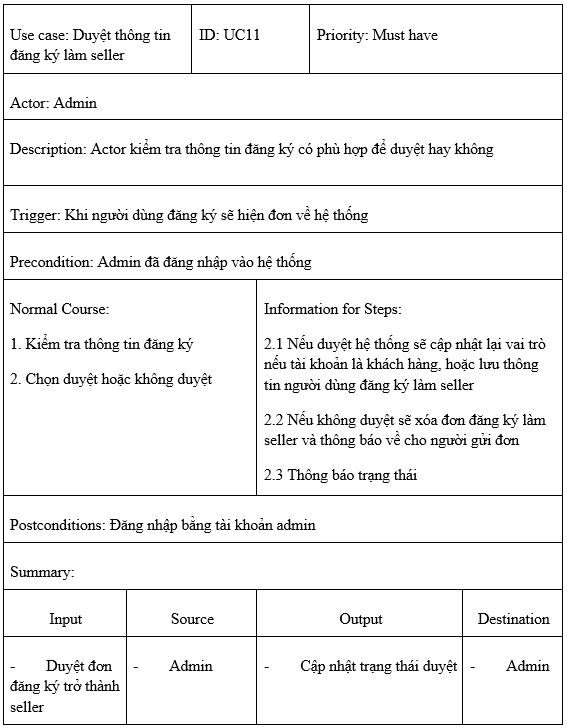 Use case: Duyệt thông tin
đăng ký làm seller
ID: UC11
Priority: Must have
Actor: Admin
Description: Actor kiểm tra thông tin đăng ký có phù hợp để duyệt hay không
Trigger: Khi người dùng đăng ký sẽ hiện đơn về hệ thống
Precondition: Admin đã đăng nhập vào hệ thống
Normal Course:
1. Kiểm tra thông tin đăng ký
2. Chọn duyệt hoặc không duyệt
Information for Steps:
2.1 Nếu duyệt hệ thống sẽ cập nhật lại vai trò
nếu tài khoản là khách hàng, hoặc lưu thông
tin người dùng đăng ký làm seller
2.2 Nếu không duyệt sẽ xóa đơn đăng ký làm
seller và thông báo về cho người gửi đơn
2.3 Thông báo trạng thái
Postconditions: Đăng nhập bằng tài khoản admin
Summary:
Input
Source
Output
Destination
- Duyệt đơn
đăng ký trở thành
seller
- Admin
- Cập nhật trạng thái duyệt
- Admin